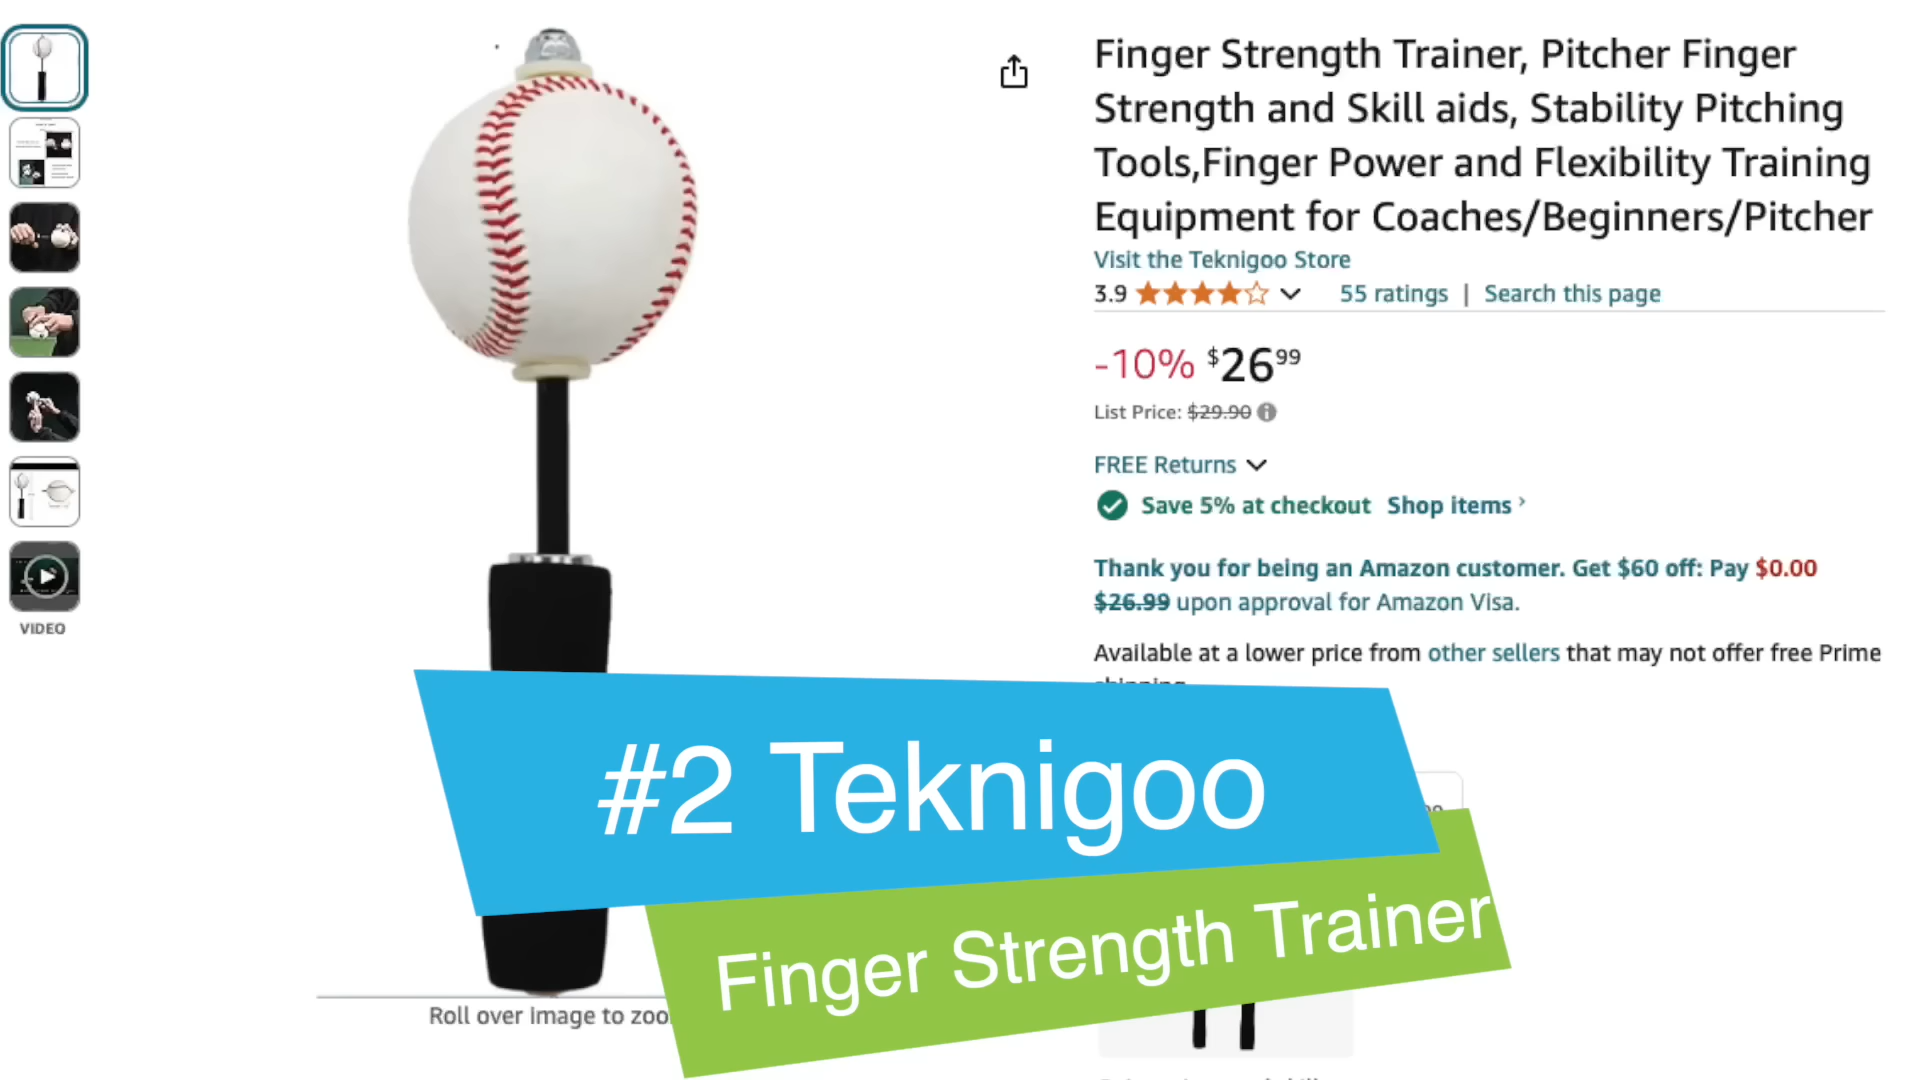 Finger Strength Trainer, Pitcher Finger
Strength and Skill aids, Stability Pitching
Tools,Finger Power and Flexibility Training
Equipment for Coaches/Beginners/Pitcher
Visit the Teknigoo Store
3.9 55 ratings | Search this page
-10% $26 99
List Price: $29.90
FREE Returns
Save 5% at checkout Shop items ›
Thank you for being an Amazon customer. Get $60 off: Pay $0.00
$26.99 upon approval for Amazon Visa.
Available at a lower price from other sellers that may not offer free Prime
VIDEO
#2 Teknigoo
Finger Strength Trainer
Roll over image to zoo